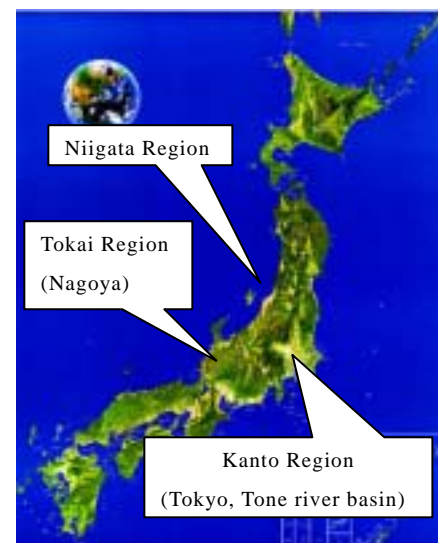 Niigata Region
Tokai Region
(Nagoya)
Kanto Region
(Tokyo, Tone river basin)